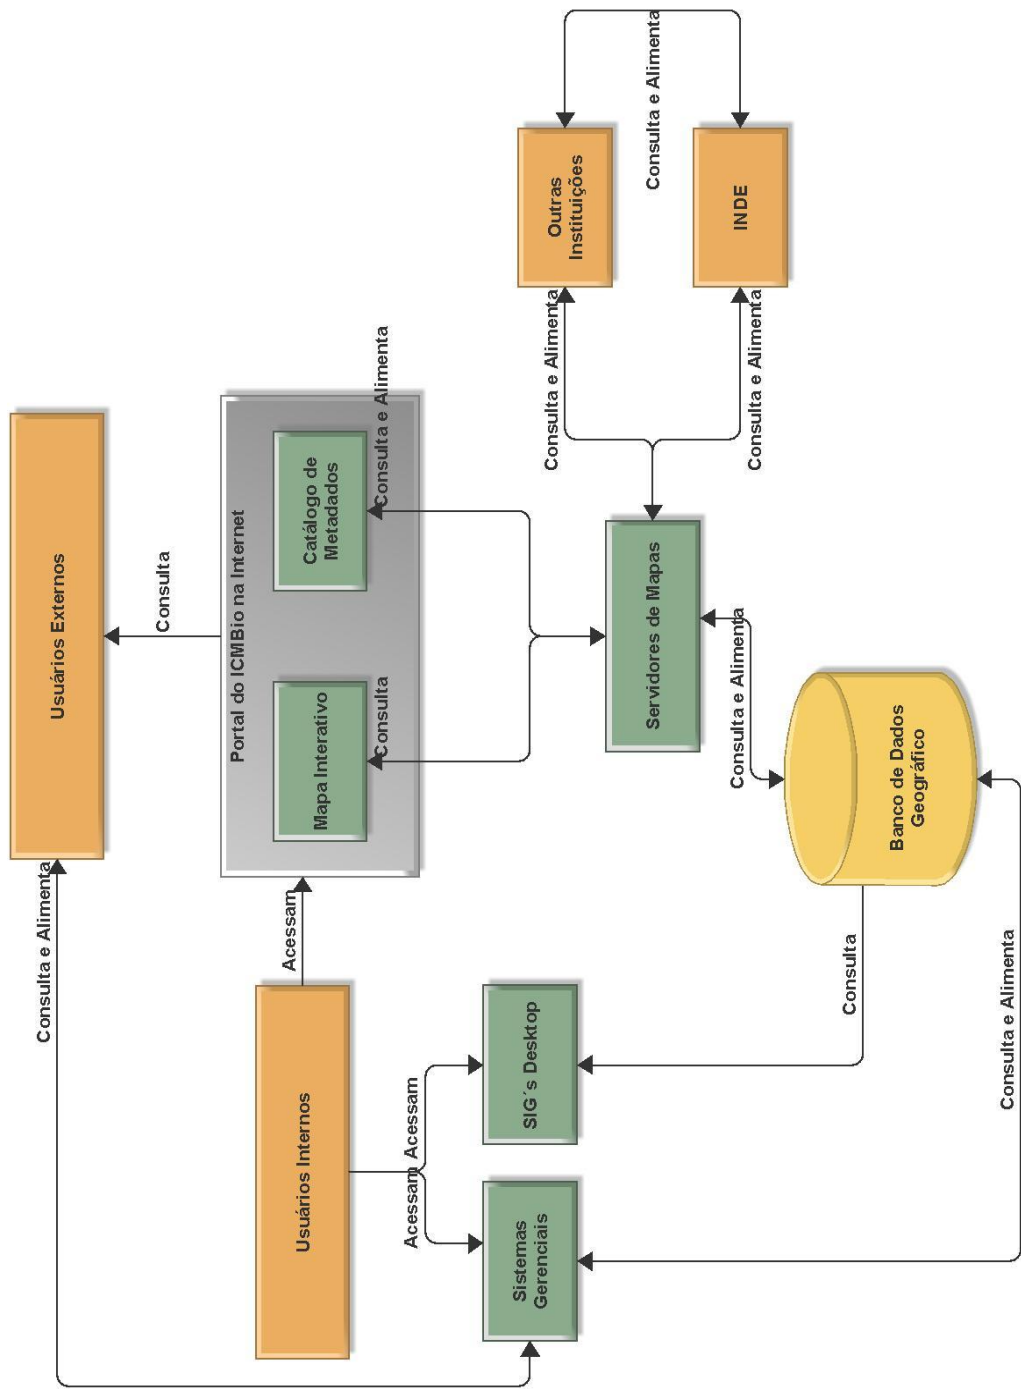 Usuários Externos
Consulta e Alimenta
Consulta
Portal do ICMBio na Internet
Acessam
Usuários Internos
Mapa Interativo
Consulta
Catálogo de
Metadados
Consulta e Alimenta
Acessam
Acessam
Sistemas
Gerenciais
SIG´s Desktop
Servidores de Mapas
Consulta e Alimenta
Outras
Instituições
Consulta e Alimenta
INDE
Consulta e Alimenta
Consulta e Alimenta
Banco de Dados
Geográfico
Consulta
Consulta e Alimenta